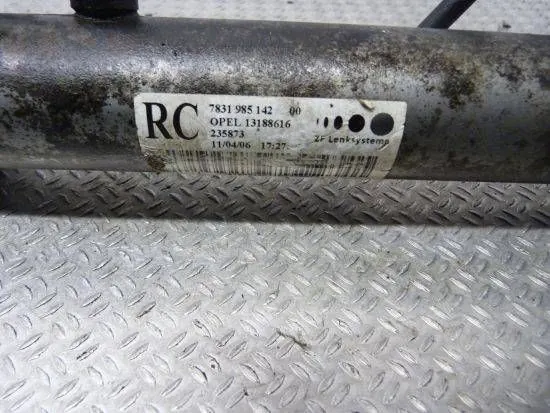 RC
7831 985 142 00
OPEL 13188616
235873
11/04/06 17:27
ZF Lenksysteme